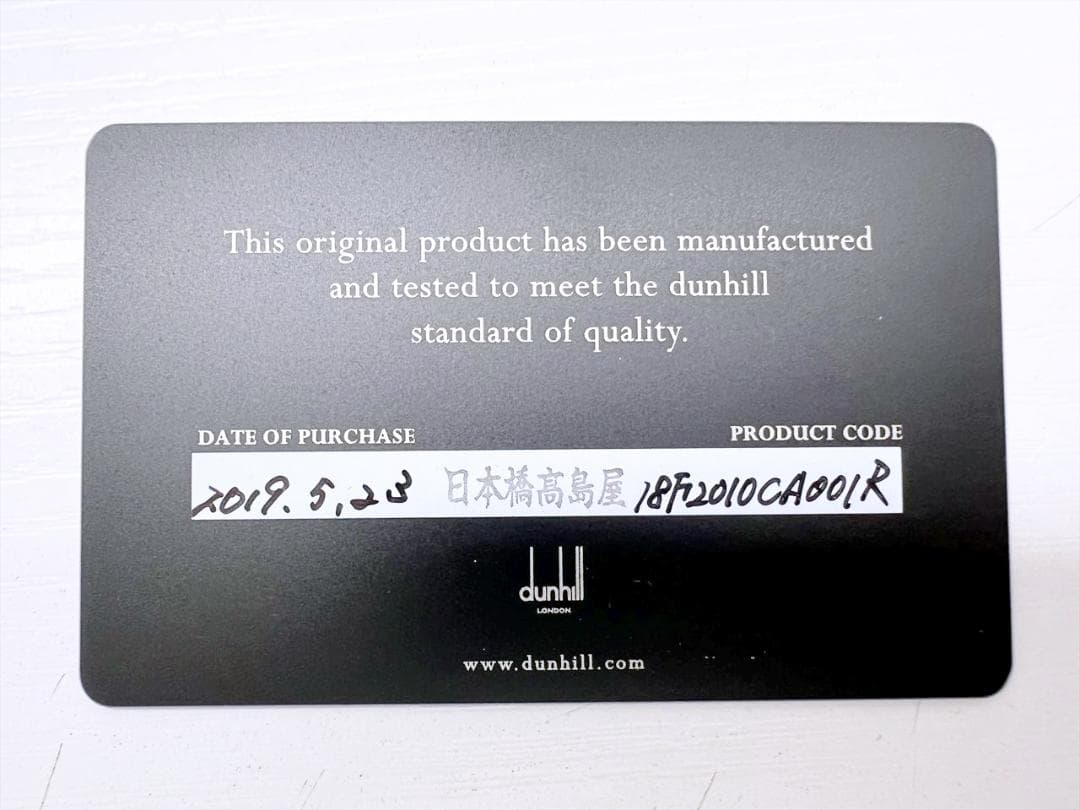 This original product has been manufactured
and tested to meet the dunhill
standard of quality.
DATE OF PURCHASE PRODUCT CODE
2019.5.23 日本橋高島屋 18F2010CA001R
dunhill
LONDON
www.dunhill.com